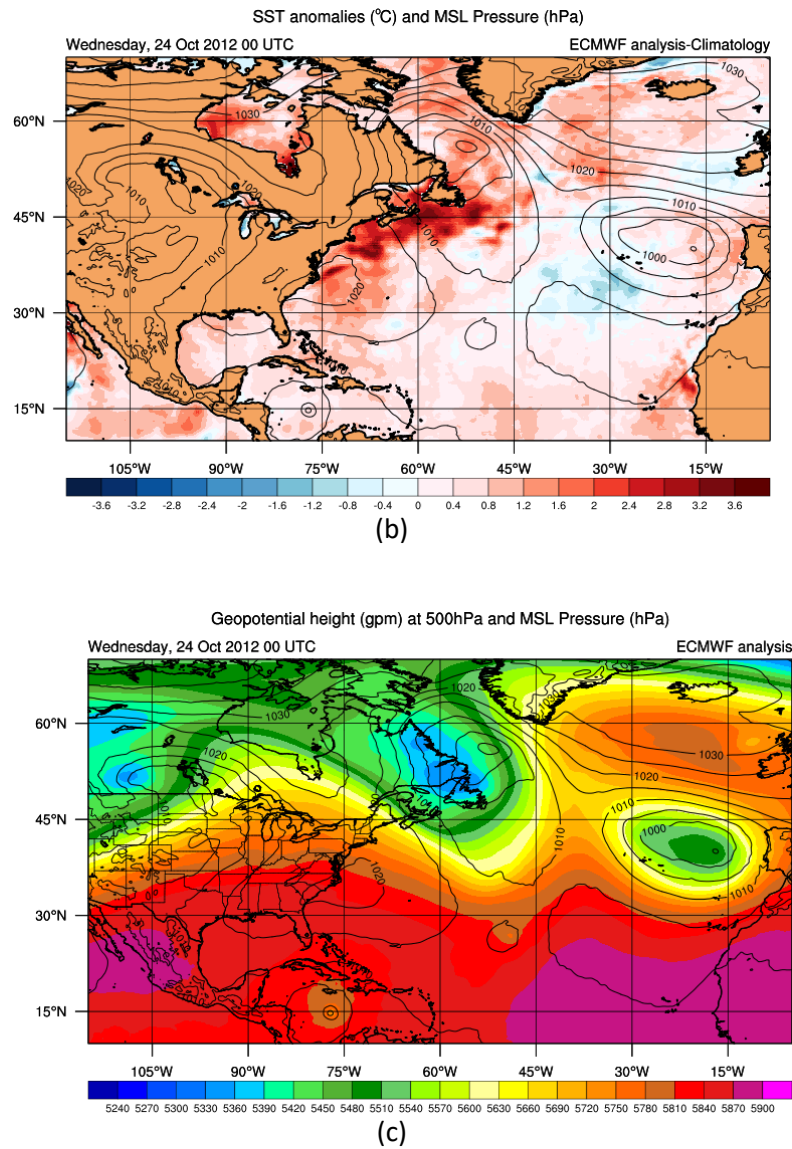 SST anomalies (°C) and MSL Pressure (hPa)
Wednesday, 24 Oct 2012 00 UTC ECMWF analysis-Climatology
1030
60°N 1030 1010
1020
1020 1020 1010
1010
45°N
1010 1010 1000
1020
30°N
1010
15°N
105°W 90°W 75°W 60°W 45°W 30°W 15°W
-3.6 -3.2 -2.8 -2.4 -2 -1.6 -1.2 -0.8 -0.4 0 0.4 0.8 1.2 1.6 2 2.4 2.8 3.2 3.6
(b)
Geopotential height (gpm) at 500hPa and MSL Pressure (hPa)
Wednesday, 24 Oct 2012 00 UTC ECMWF analysis
1020
1030
60°N 1030
1020 1030
1020
1010
45°N
1010 1000
1020 1010
30°N
1010
15°N
105°W 90°W 75°W 60°W 45°W 30°W 15°W
5240 5270 5300 5330 5360 5390 5420 5450 5480 5510 5540 5570 5600 5630 5660 5690 5720 5750 5780 5810 5840 5870 5900
(c)